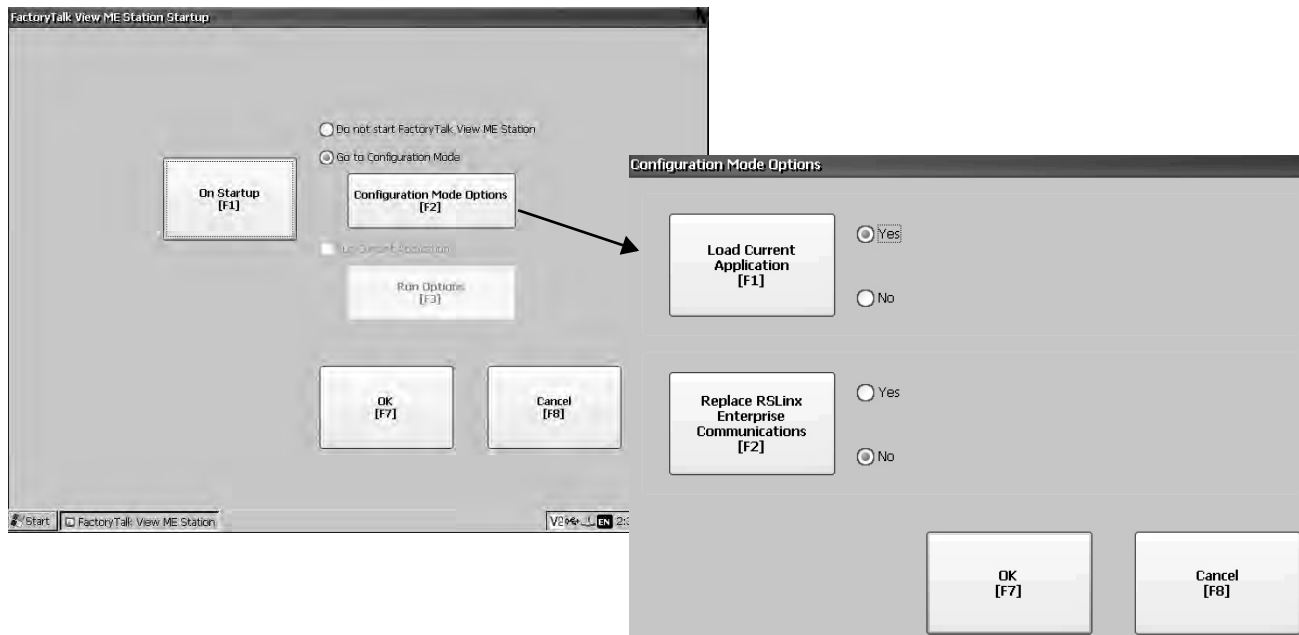 FactoryTalk View ME Station Startup
Do not start FactoryTalk View ME Station
Go to Configuration Mode
On Startup
[F1]
Configuration Mode Options
[F2]
Run Options
[F3]
OK
[F7]
Cancel
[F8]
Start
FactoryTalk View ME Station
EN
Configuration Mode Options
Load Current
Application
[F1]
Yes
No
Replace RSLinx
Enterprise
Communications
[F2]
Yes
No
OK
[F7]
Cancel
[F8]